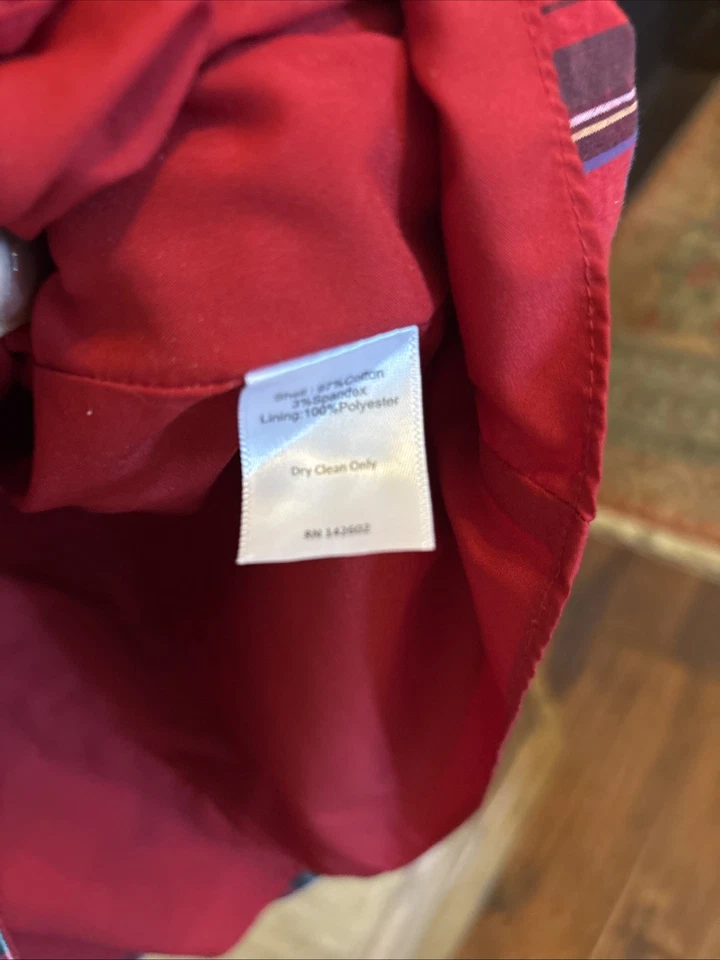 Shell : 97%Cotton
3%Spandex
Lining:100%Polyester
Dry Clean Only
RN 142602